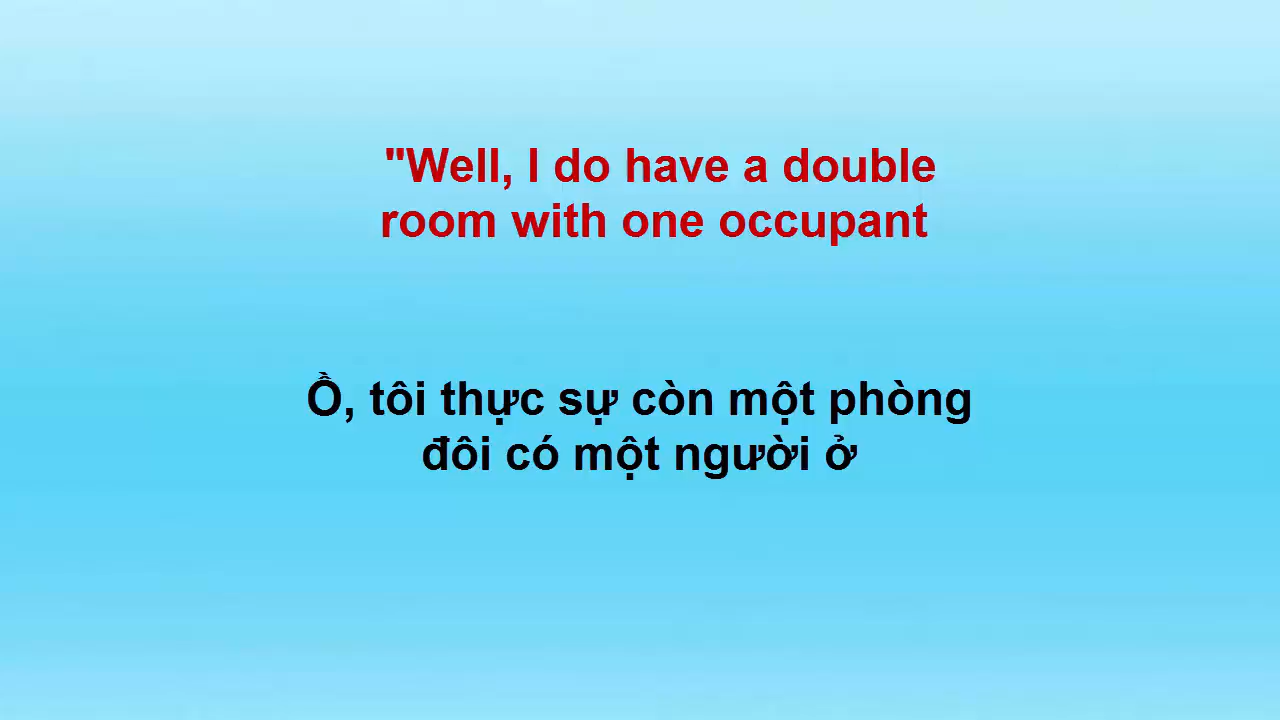 "Well, I do have a double
room with one occupant
Ồ, tôi thực sự còn một phòng
đôi có một người ở